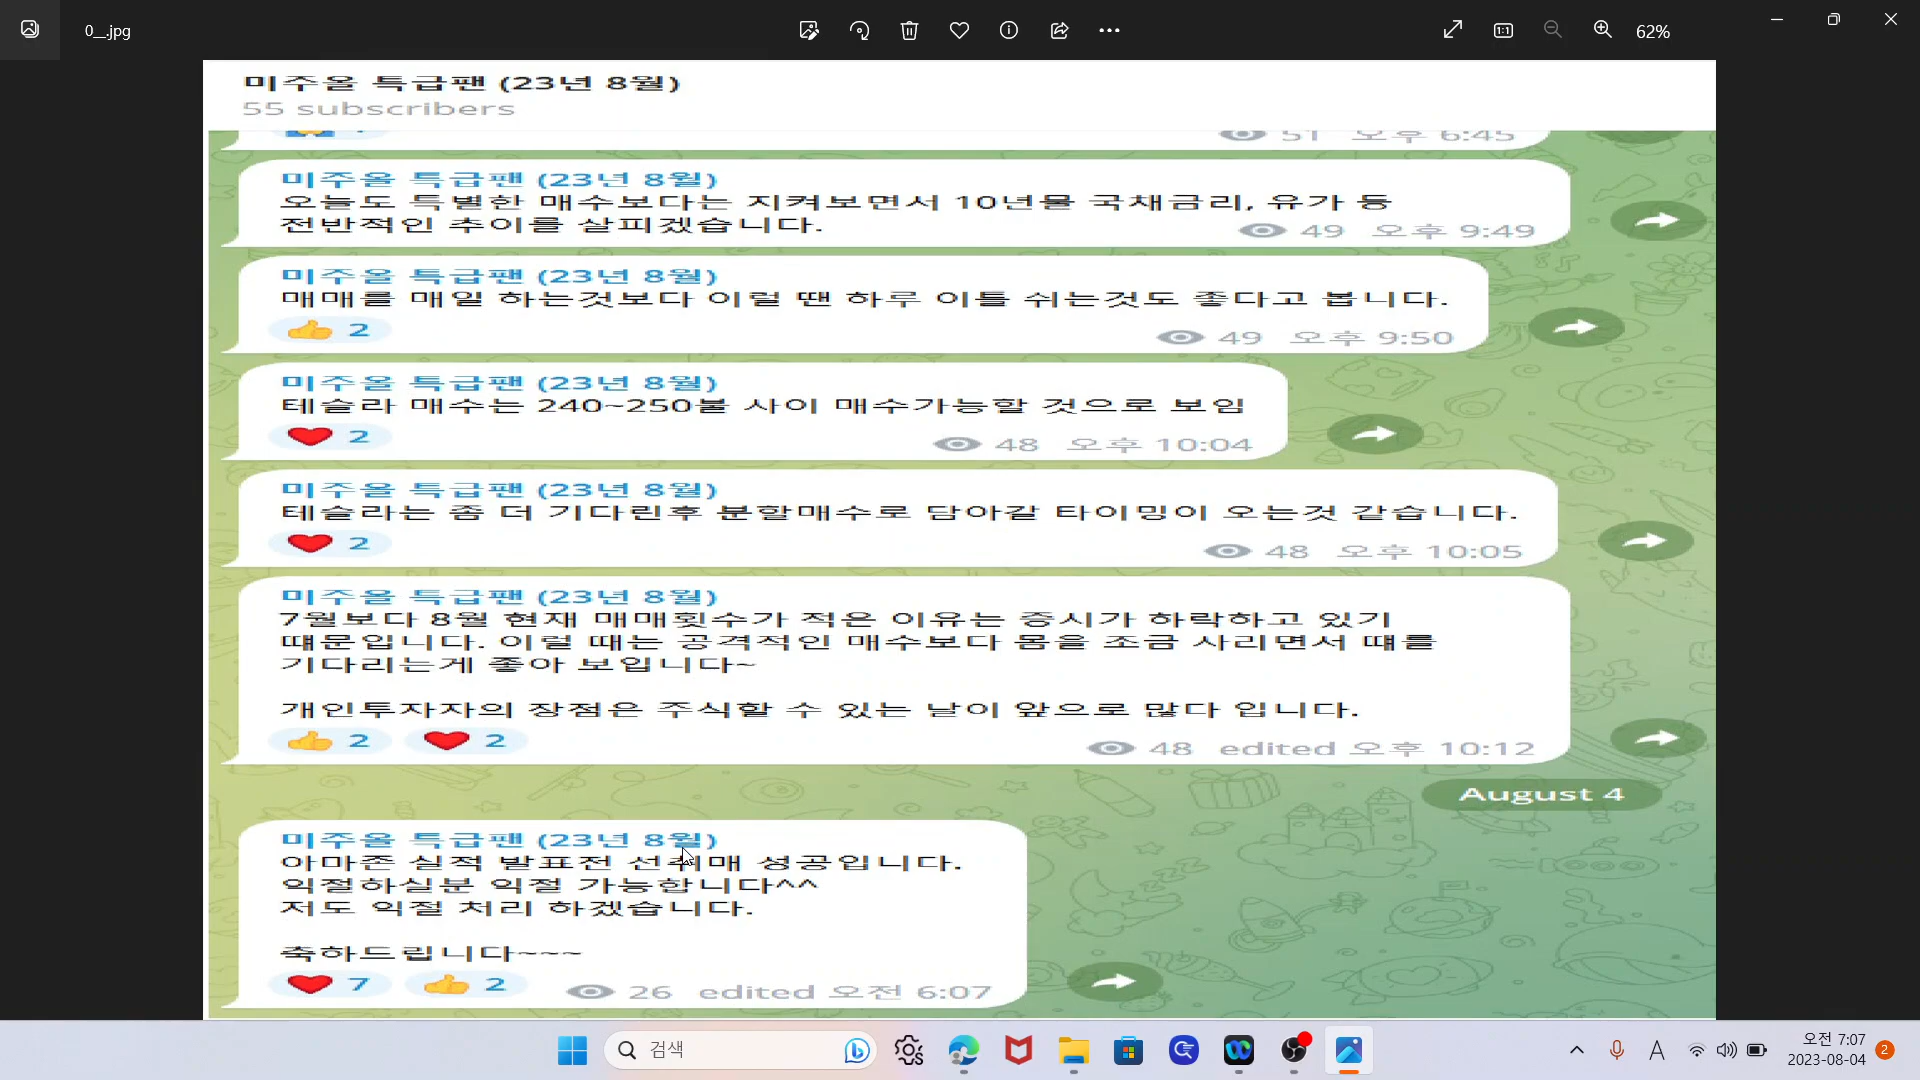 0__.jpg
62%
미주올 특급팬 (23년 8월)
55 subscribers
51 오후 6:45
미주올 특급팬 (23년 8월)
오늘도 특별한 매수보다는 지켜보면서 10년물 국채금리, 유가 등
전반적인 추이를 살피겠습니다.
49 오후 9:49
미주올 특급팬 (23년 8월)
매매를 매일 하는것보다 이럴 땐 하루 이틀 쉬는것도 좋다고 봅니다.
2
49 오후 9:50
미주올 특급팬 (23년 8월)
테슬라 매수는 240~250불 사이 매수가능할 것으로 보임
2
48 오후 10:04
미주올 특급팬 (23년 8월)
테슬라는 좀 더 기다린후 분할매수로 담아갈 타이밍이 오는것 같습니다.
2
48 오후 10:05
미주올 특급팬 (23년 8월)
7월보다 8월 현재 매매횟수가 적은 이유는 증시가 하락하고 있기
떄문입니다. 이럴 때는 공격적인 매수보다 몸을 조금 사리면서 떄를
기다리는게 좋아 보입니다~
개인투자자의 장점은 주식할 수 있는 날이 앞으로 많다 입니다.
2 2
48 edited 오후 10:12
August 4
미주올 특급팬 (23년 8월)
아마존 실적 발표전 선취매 성공입니다.
익절하실분 익절 가능합니다^^
저도 익절 처리 하겠습니다.
축하드립니다~~~
7 2
26 edited 오전 6:07
검색
A
오전 7:07
2023-08-04
2